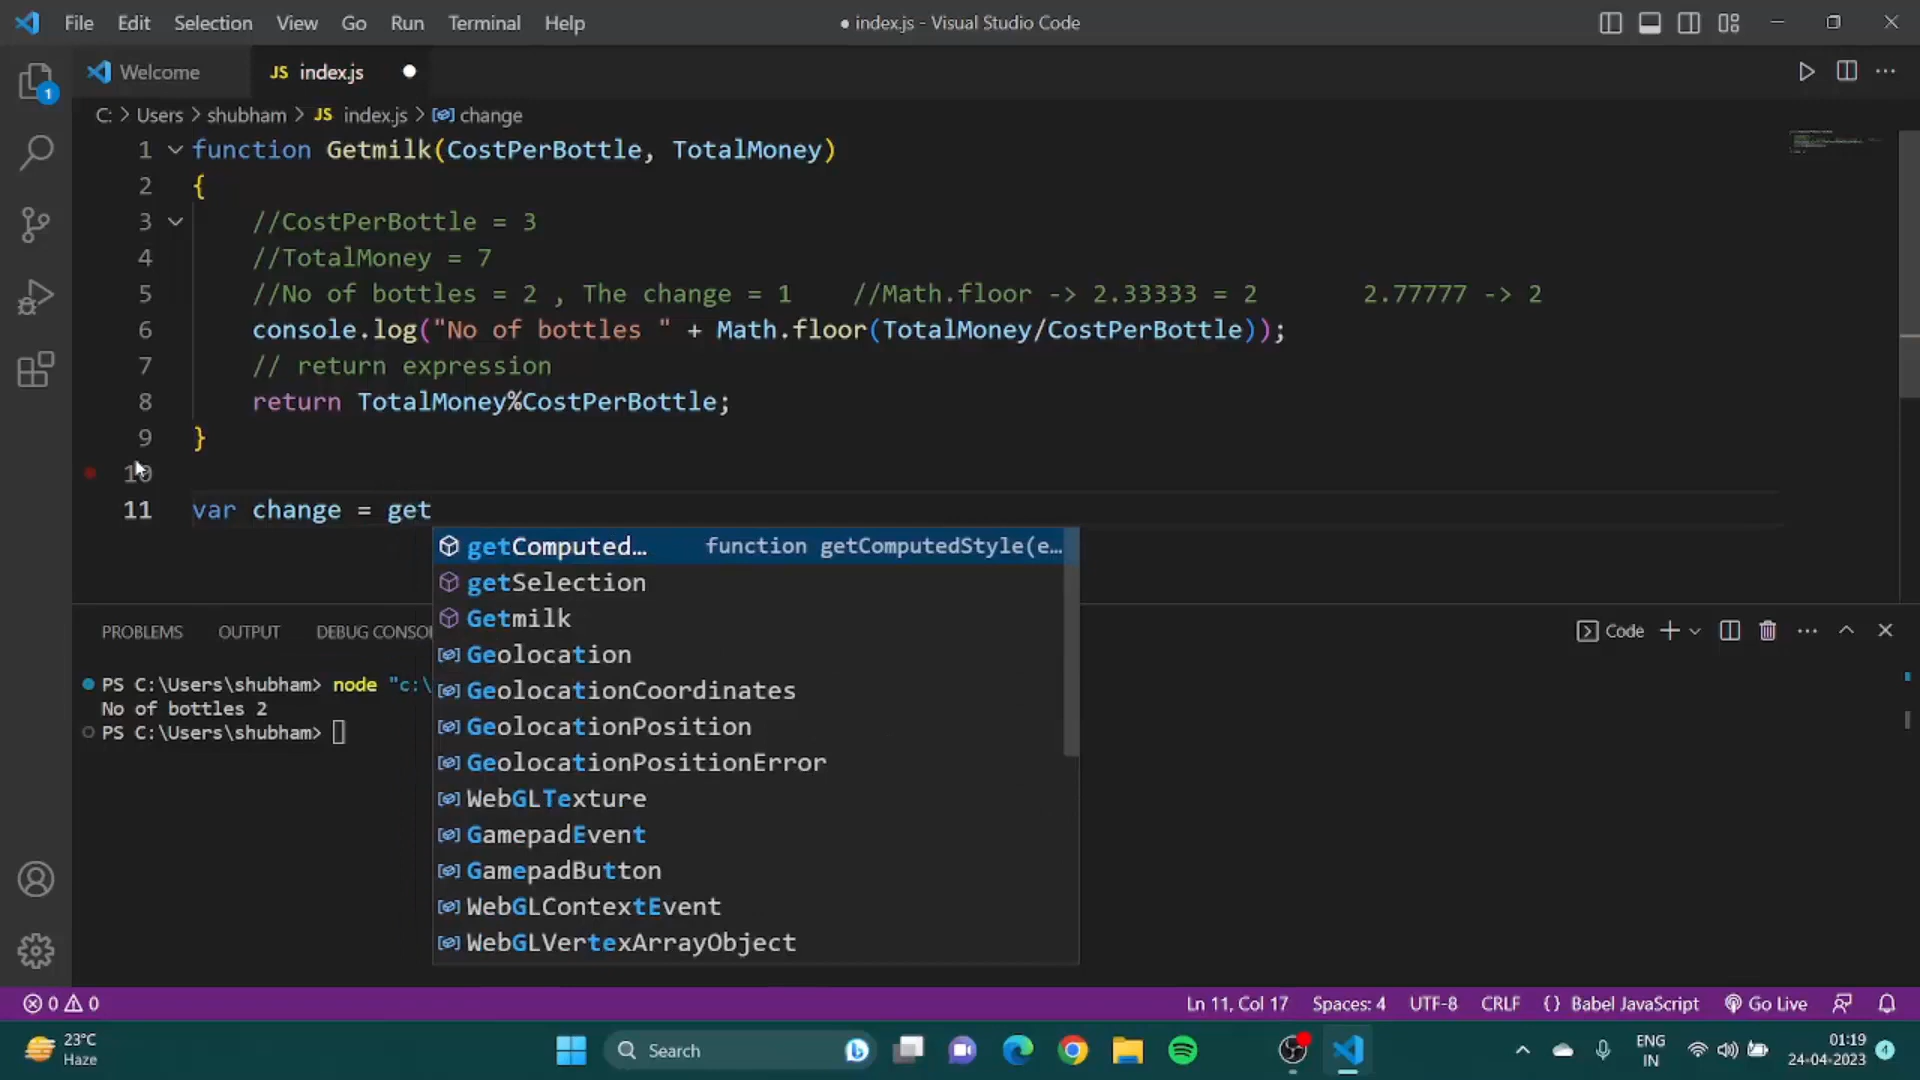 File Edit Selection View Go Run Terminal Help ● index.js - Visual Studio Code
Welcome JS index.js
C: > Users > shubham > JS index.js > change
1 function Getmilk(CostPerBottle, TotalMoney)
2 {
3 //CostPerBottle = 3
4 //TotalMoney = 7
5 //No of bottles = 2 , The change = 1 //Math.floor -> 2.33333 = 2 2.77777 -> 2
6 console.log("No of bottles " + Math.floor(TotalMoney/CostPerBottle));
7 // return expression
8 return TotalMoney%CostPerBottle;
9 }
10
11 var change = get
getComputed… function getComputedStyle(e…
getSelection
Getmilk
Geolocation
GeolocationCoordinates
GeolocationPosition
GeolocationPositionError
WebGLTexture
GamepadEvent
GamepadButton
WebGLContextEvent
WebGLVertexArrayObject
PROBLEMS OUTPUT DEBUG CONSO Code
PS C:\Users\shubham> node "c:\
No of bottles 2
PS C:\Users\shubham>
1
0 0 Ln 11, Col 17 Spaces: 4 UTF-8 CRLF {} Babel JavaScript Go Live
23°C
Haze
Search
ENG
IN
01:19
24-04-2023
4